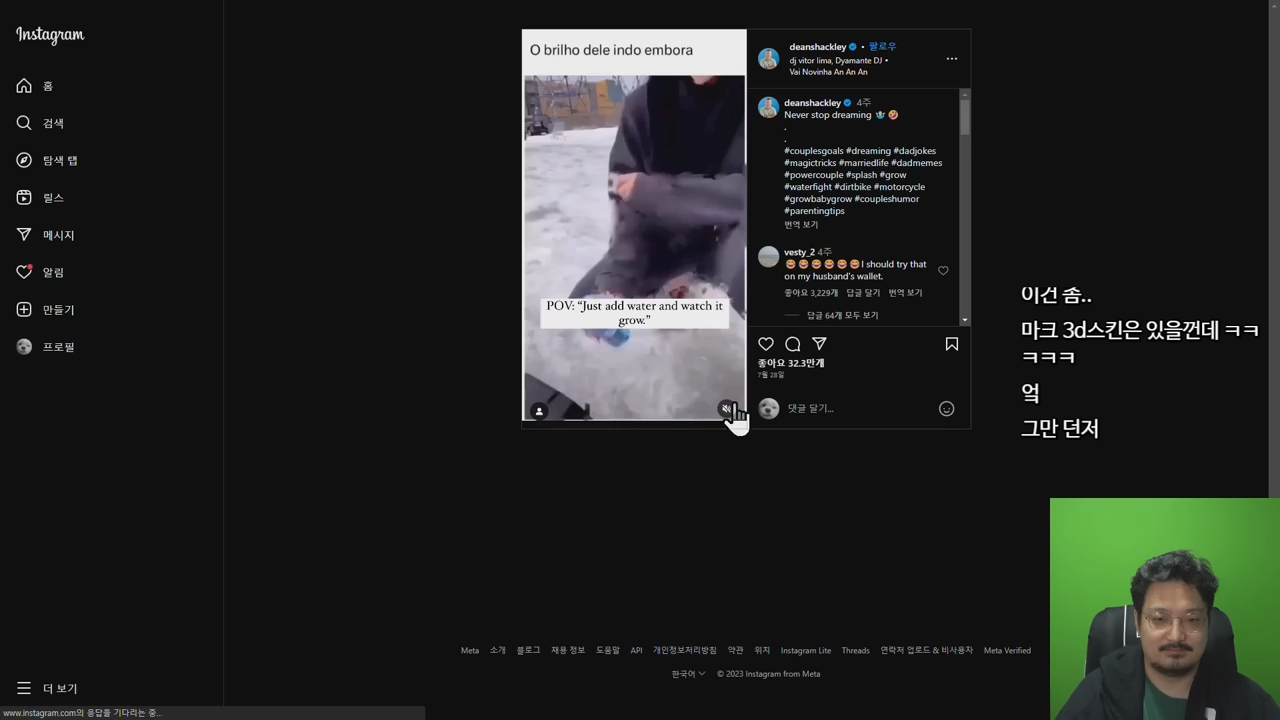 Instagram
홈
검색
탐색 탭
릴스
메시지
알림
만들기
프로필
더 보기
www.instagram.com의 응답을 기다리는 중...
O brilho dele indo embora
POV: “Just add water and watch it
grow.”
deanshackley • 팔로우
dj vitor lima, Dyamante DJ •
Vai Novinha An An An
deanshackley 4주
Never stop dreaming 🤷‍♂️ 🤣
.
.
#couplesgoals #dreaming #dadjokes
#magictricks #marriedlife #dadmemes
#powercouple #splash #grow
#waterfight #dirtbike #motorcycle
#growbabygrow #coupleshumor
#parentingtips
번역 보기
vesty_2 4주
😂😂😂😂😂😂I should try that
on my husband's wallet.
좋아요 3,229개 답글 달기 번역 보기
답글 64개 모두 보기
좋아요 32.3만개
7월 28일
댓글 달기...
이건 좀..
마크 3d스킨은 있을껀데 ㅋㅋ
ㅋㅋㅋ
엌
그만 던저
Meta 소개 블로그 채용 정보 도움말 API 개인정보처리방침 약관 위치 Instagram Lite Threads 연락처 업로드 & 비사용자 Meta Verified
한국어 © 2023 Instagram from Meta